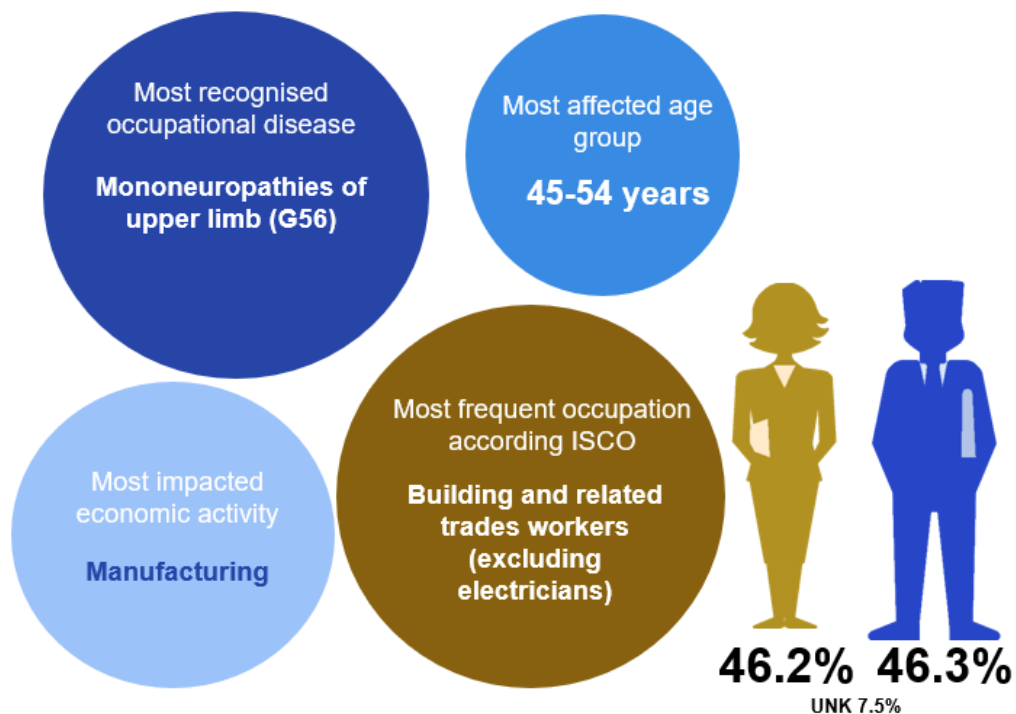 Most recognised
occupational disease
Mononeuropathies of
upper limb (G56)
Most affected age
group
45-54 years
Most impacted
economic activity
Manufacturing
Most frequent occupation
according ISCO
Building and related
trades workers
(excluding
electricians)
46.2% 46.3%
UNK 7.5%